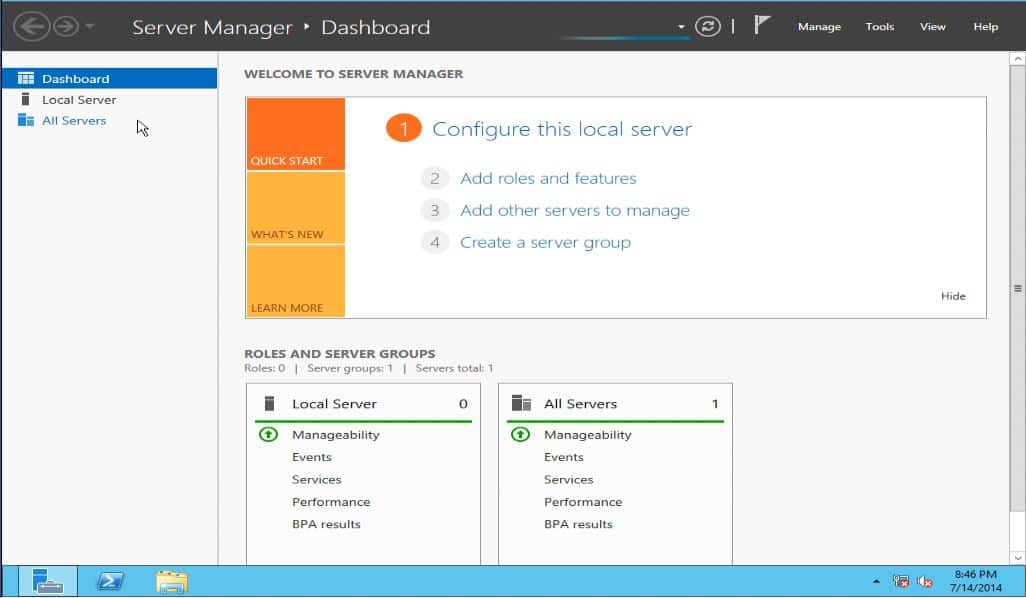 Server Manager ‣ Dashboard
Manage Tools View Help
Dashboard
Local Server
All Servers
WELCOME TO SERVER MANAGER
QUICK START
WHAT'S NEW
LEARN MORE
1 Configure this local server
2 Add roles and features
3 Add other servers to manage
4 Create a server group
Hide
ROLES AND SERVER GROUPS
Roles: 0 | Server groups: 1 | Servers total: 1
Local Server 0
Manageability
Events
Services
Performance
BPA results
All Servers 1
Manageability
Events
Services
Performance
BPA results
8:46 PM
7/14/2014